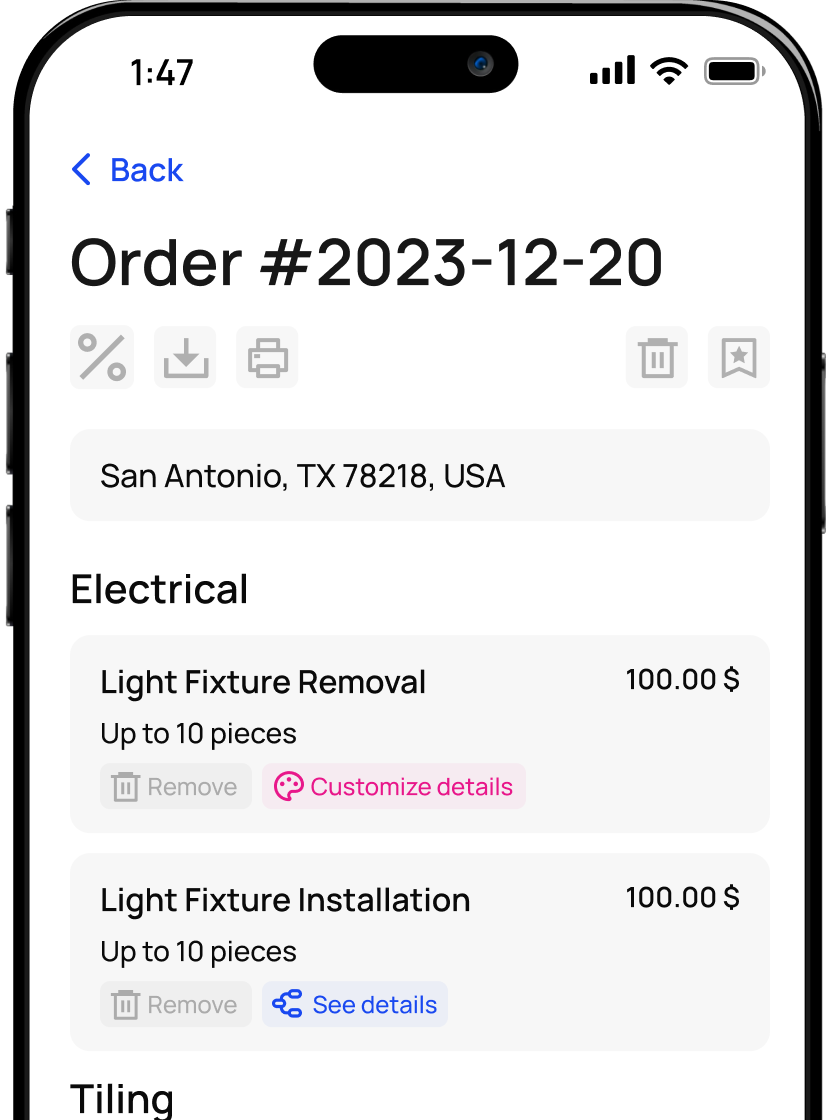 1:47
Back
Order #2023-12-20
San Antonio, TX 78218, USA
Electrical
Light Fixture Removal 100.00 $
Up to 10 pieces
Remove Customize details
Light Fixture Installation 100.00 $
Up to 10 pieces
Remove See details
Tiling